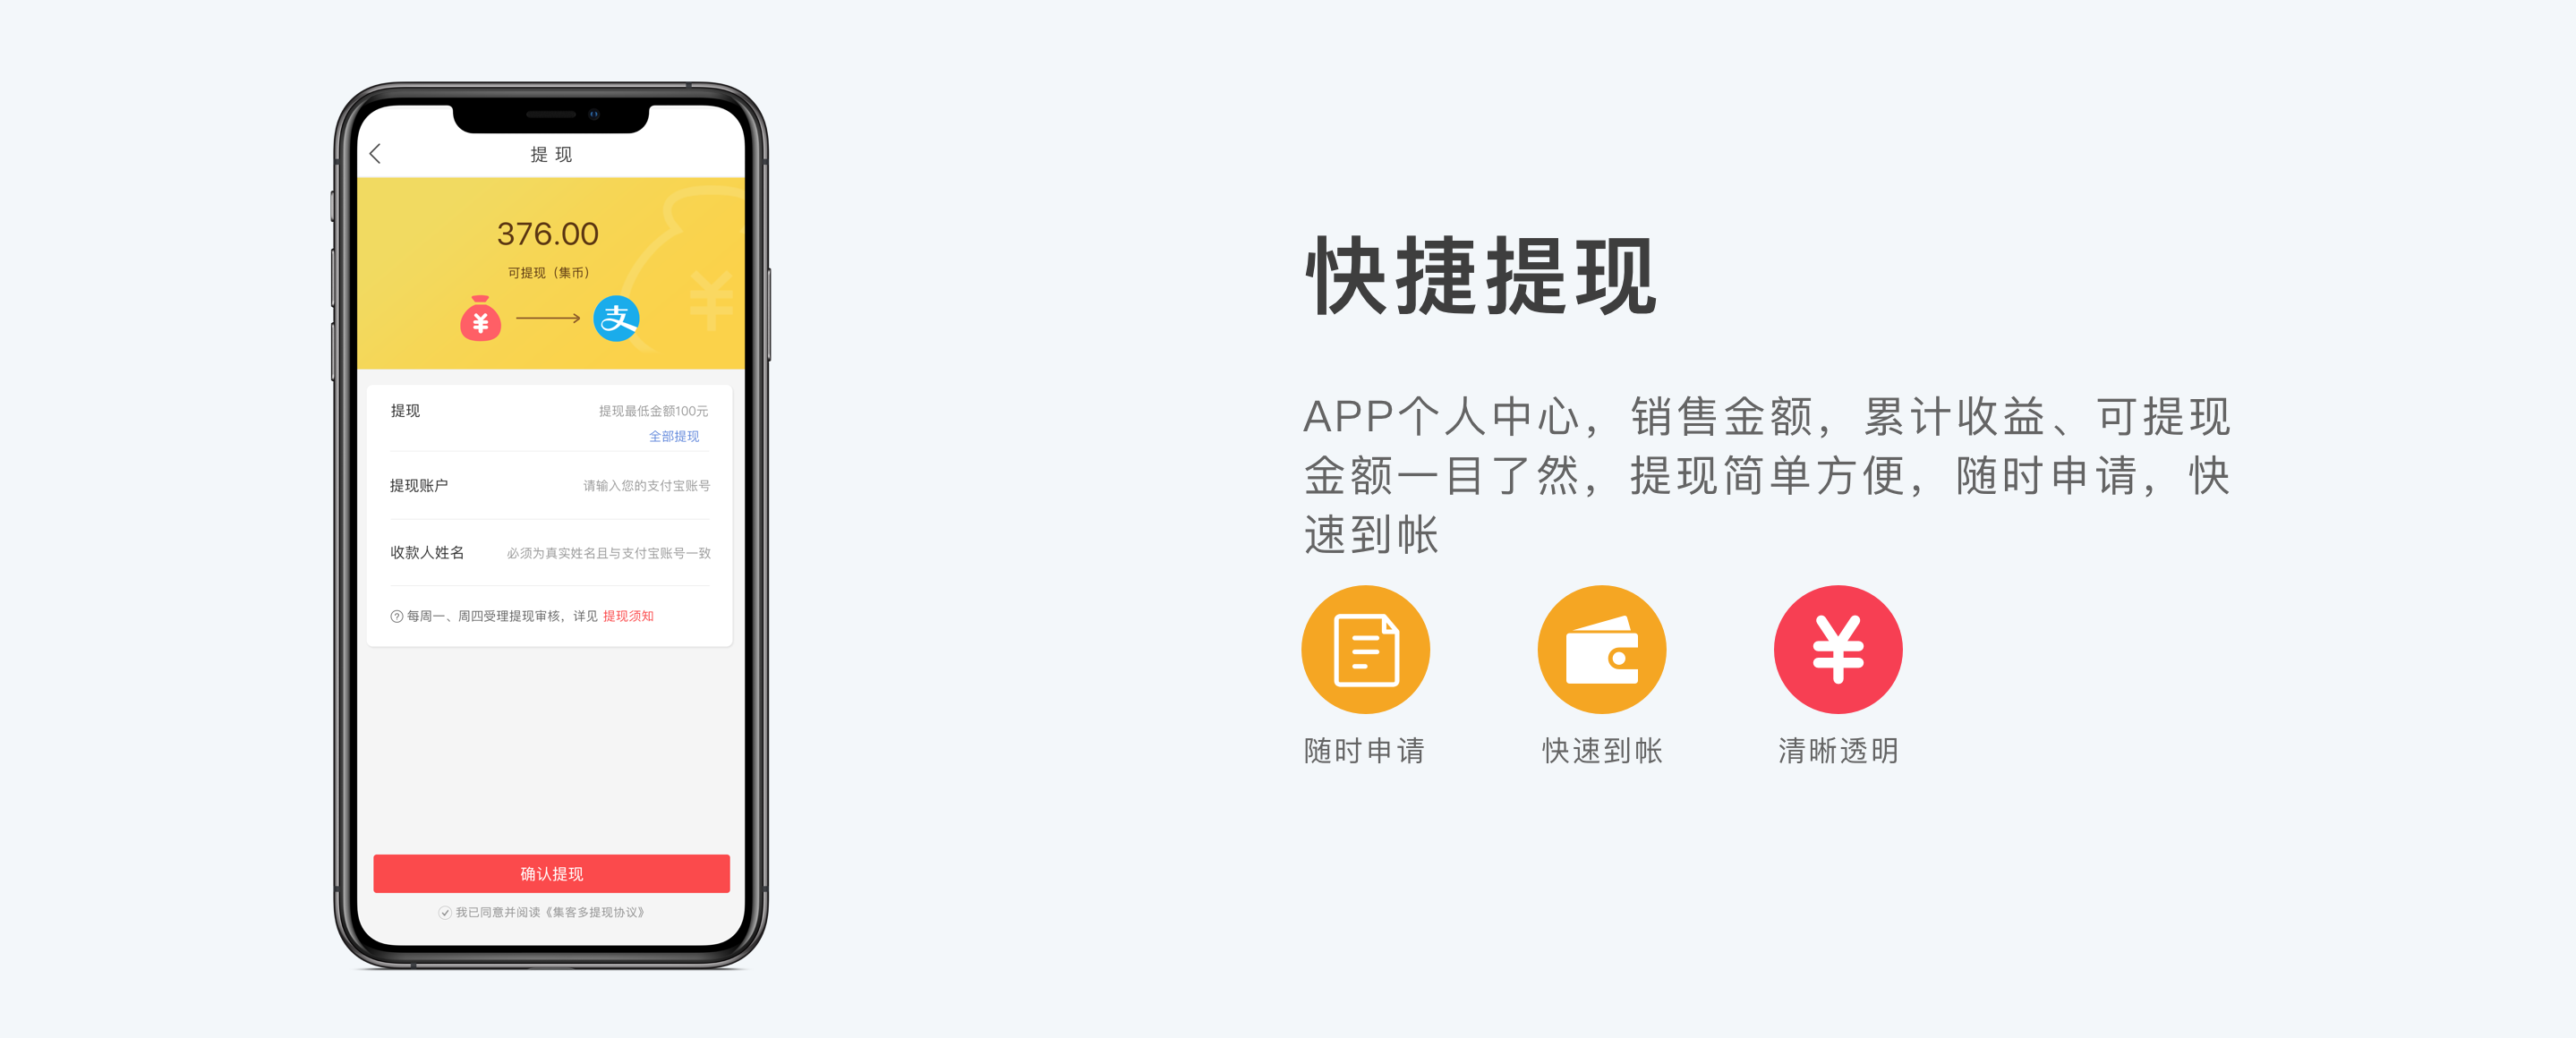 提现
376.00
可提现（集币）
¥
支
¥
提现
提现最低金额100元
全部提现
提现账户
请输入您的支付宝账号
收款人姓名
必须为真实姓名且与支付宝账号一致
? 每周一、周四受理提现审核，详见 提现须知
确认提现
我已同意并阅读《集客多提现协议》
快捷提现
APP个人中心，销售金额，累计收益、可提现
金额一目了然，提现简单方便，随时申请，快
速到帐
¥
随时申请
快速到帐
清晰透明